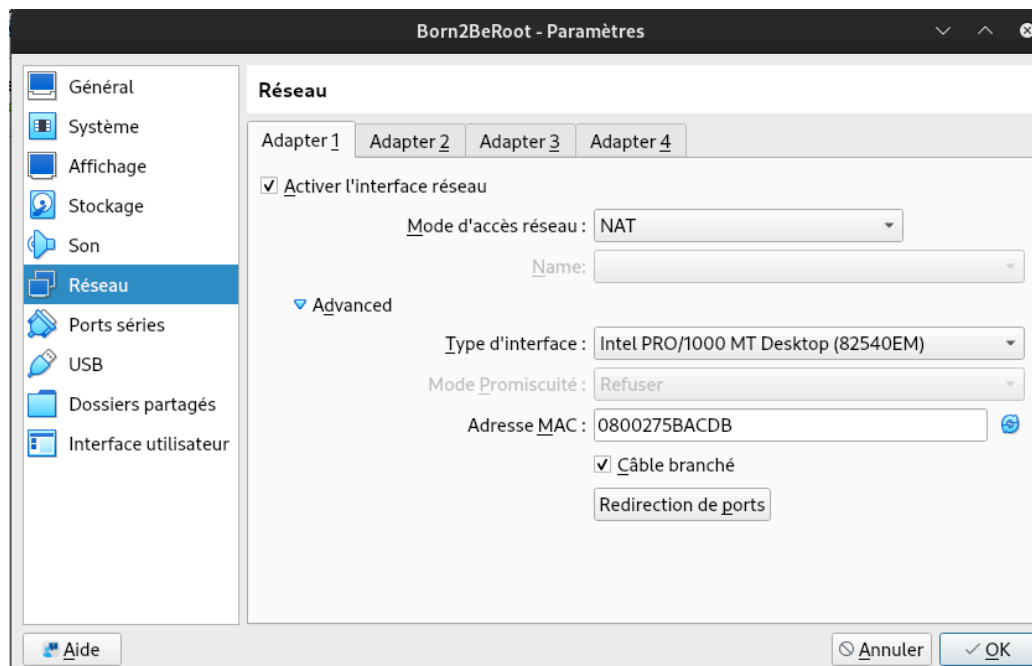 Born2BeRoot - Paramètres
Général
Système
Affichage
Stockage
Son
Réseau
Ports séries
USB
Dossiers partagés
Interface utilisateur
Réseau
Adapter 1 Adapter 2 Adapter 3 Adapter 4
Activer l'interface réseau
Mode d'accès réseau : NAT
Name:
Advanced
Type d'interface : Intel PRO/1000 MT Desktop (82540EM)
Mode Promiscuité : Refuser
Adresse MAC : 0800275BACDB
Câble branché
Redirection de ports
Aide
Annuler OK